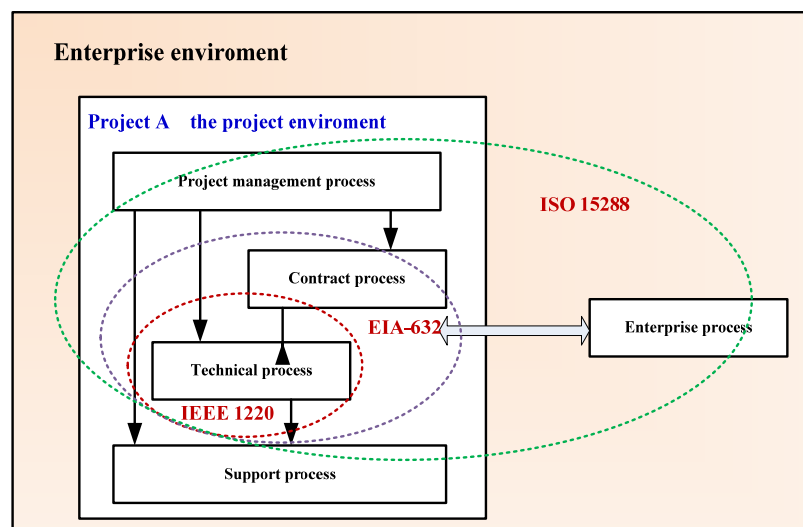 Enterprise enviroment
Project A the project enviroment
Project management process
ISO 15288
Contract process
EIA-632
Enterprise process
Technical process
IEEE 1220
Support process